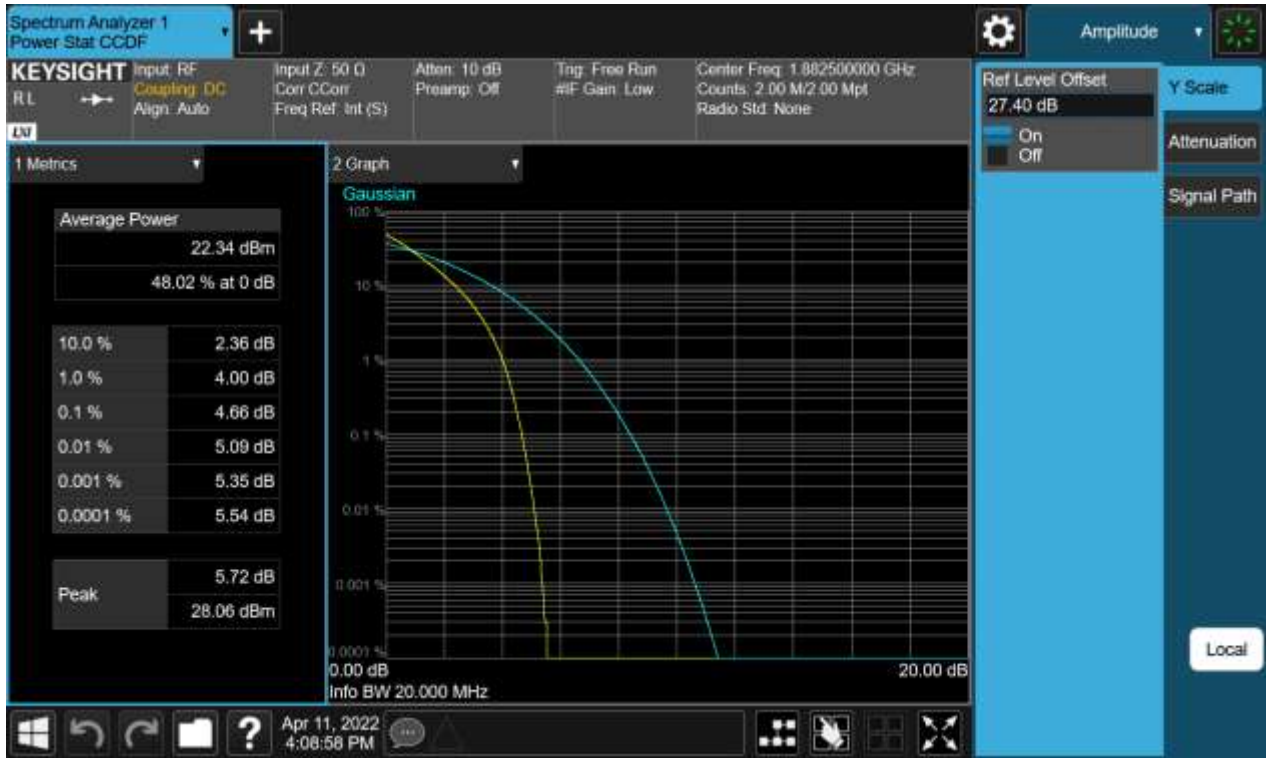 Spectrum Analyzer 1
Power Stat CCDF
+
Amplitude
KEYSIGHT
RL
LXI
Input: RF
Coupling: DC
Align: Auto
Input Z: 50 Ω
Corr CCorr
Freq Ref: Int (S)
Atten: 10 dB
Preamp: Off
Trig: Free Run
#IF Gain: Low
Center Freq: 1.882500000 GHz
Counts: 2.00 M/2.00 Mpt
Radio Std: None
Ref Level Offset
27.40 dB
On
Off
Y Scale
Attenuation
Signal Path
Local
1 Metrics
Average Power
22.34 dBm
48.02 % at 0 dB
10.0 % 2.36 dB
1.0 % 4.00 dB
0.1 % 4.66 dB
0.01 % 5.09 dB
0.001 % 5.35 dB
0.0001 % 5.54 dB
Peak
5.72 dB
28.06 dBm
2 Graph
Gaussian
100 %
10 %
1 %
0.1 %
0.01 %
0.001 %
0.0001 %
0.00 dB
20.00 dB
Info BW 20.000 MHz
?
Apr 11, 2022
4:08:58 PM